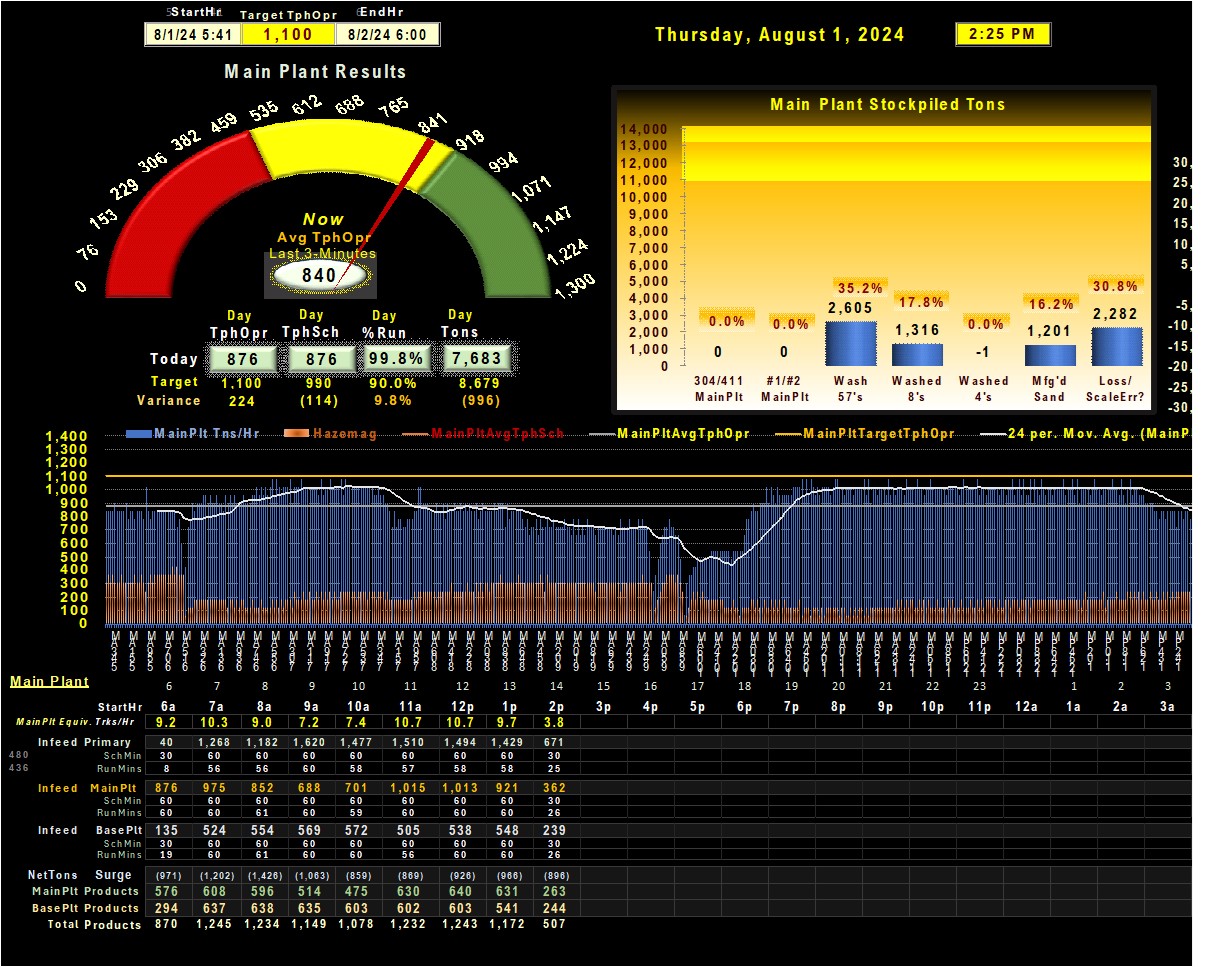 StartHr Target TphOpr EndHr
8/1/24 5:41 1,100 8/2/24 6:00
Thursday, August 1, 2024 2:25 PM
Main Plant Results
0 76 153 229 306 382 459 535 612 688 765 841 918 994 1,071 1,147 1,224 1,300
Now
Avg TphOpr
Last 3-Minutes
840
Day Day Day Day
TphOpr TphSch %Run Tons
Today 876 876 99.8% 7,683
Target 1,100 990 90.0% 8,679
Variance 224 (114) 9.8% (996)
Main Plant Stockpiled Tons
14,000
13,000
12,000
11,000
10,000
9,000
8,000
7,000
6,000
5,000
4,000
3,000
2,000
1,000
0
0.0% 0.0% 35.2% 17.8% 0.0% 16.2% 30.8%
0 0 2,605 1,316 -1 1,201 2,282
304/411 #1/#2 Wash Washed Washed Mfg'd Loss/
MainPlt MainPlt 57's 8's 4's Sand ScaleErr?
30,
25,
20,
15,
10,
5,
-5,
-10,
-15,
-20,
-25,
-30,
MainPlt Tns/Hr Hazemag MainPltAvgTphSch MainPltAvgTphOpr MainPltTargetTphOpr 24 per. Mov. Avg. (MainP
1,400
1,300
1,200
1,100
1,000
900
800
700
600
500
400
300
200
100
0
Main Plant
6 7 8 9 10 11 12 13 14 15 16 17 18 19 20 21 22 23 1 2 3
StartHr 6a 7a 8a 9a 10a 11a 12p 1p 2p 3p 4p 5p 6p 7p 8p 9p 10p 11p 12a 1a 2a 3a
MainPlt Equiv. Trks/Hr 9.2 10.3 9.0 7.2 7.4 10.7 10.7 9.7 3.8
Infeed Primary 40 1,268 1,182 1,620 1,477 1,510 1,494 1,429 671
480 SchMin 30 60 60 60 60 60 60 60 30
436 RunMins 8 56 56 60 58 57 58 58 25
Infeed MainPlt 876 975 852 688 701 1,015 1,013 921 362
SchMin 60 60 60 60 60 60 60 60 30
RunMins 60 60 61 60 59 60 60 60 26
Infeed BasePlt 135 524 554 569 572 505 538 548 239
SchMin 30 60 60 60 60 60 60 60 30
RunMins 19 60 61 60 60 56 60 60 26
NetTons Surge (971) (1,202) (1,426) (1,063) (859) (869) (926) (966) (896)
MainPlt Products 576 608 596 514 475 630 640 631 263
BasePlt Products 294 637 638 635 603 602 603 541 244
Total Products 870 1,245 1,234 1,149 1,078 1,232 1,243 1,172 507